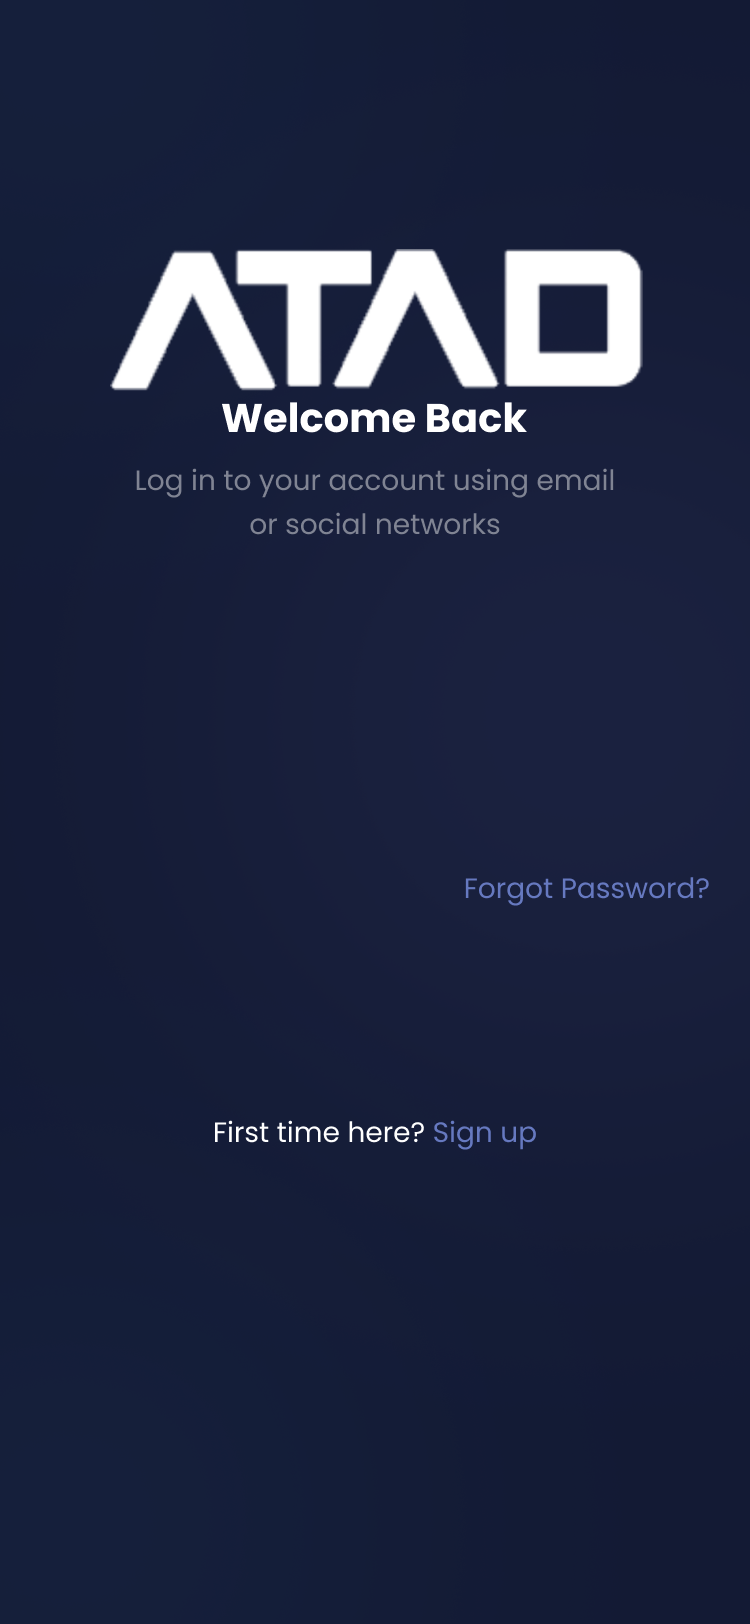 ATAD
Welcome Back
Log in to your account using email
or social networks
Forgot Password?
First time here? Sign up